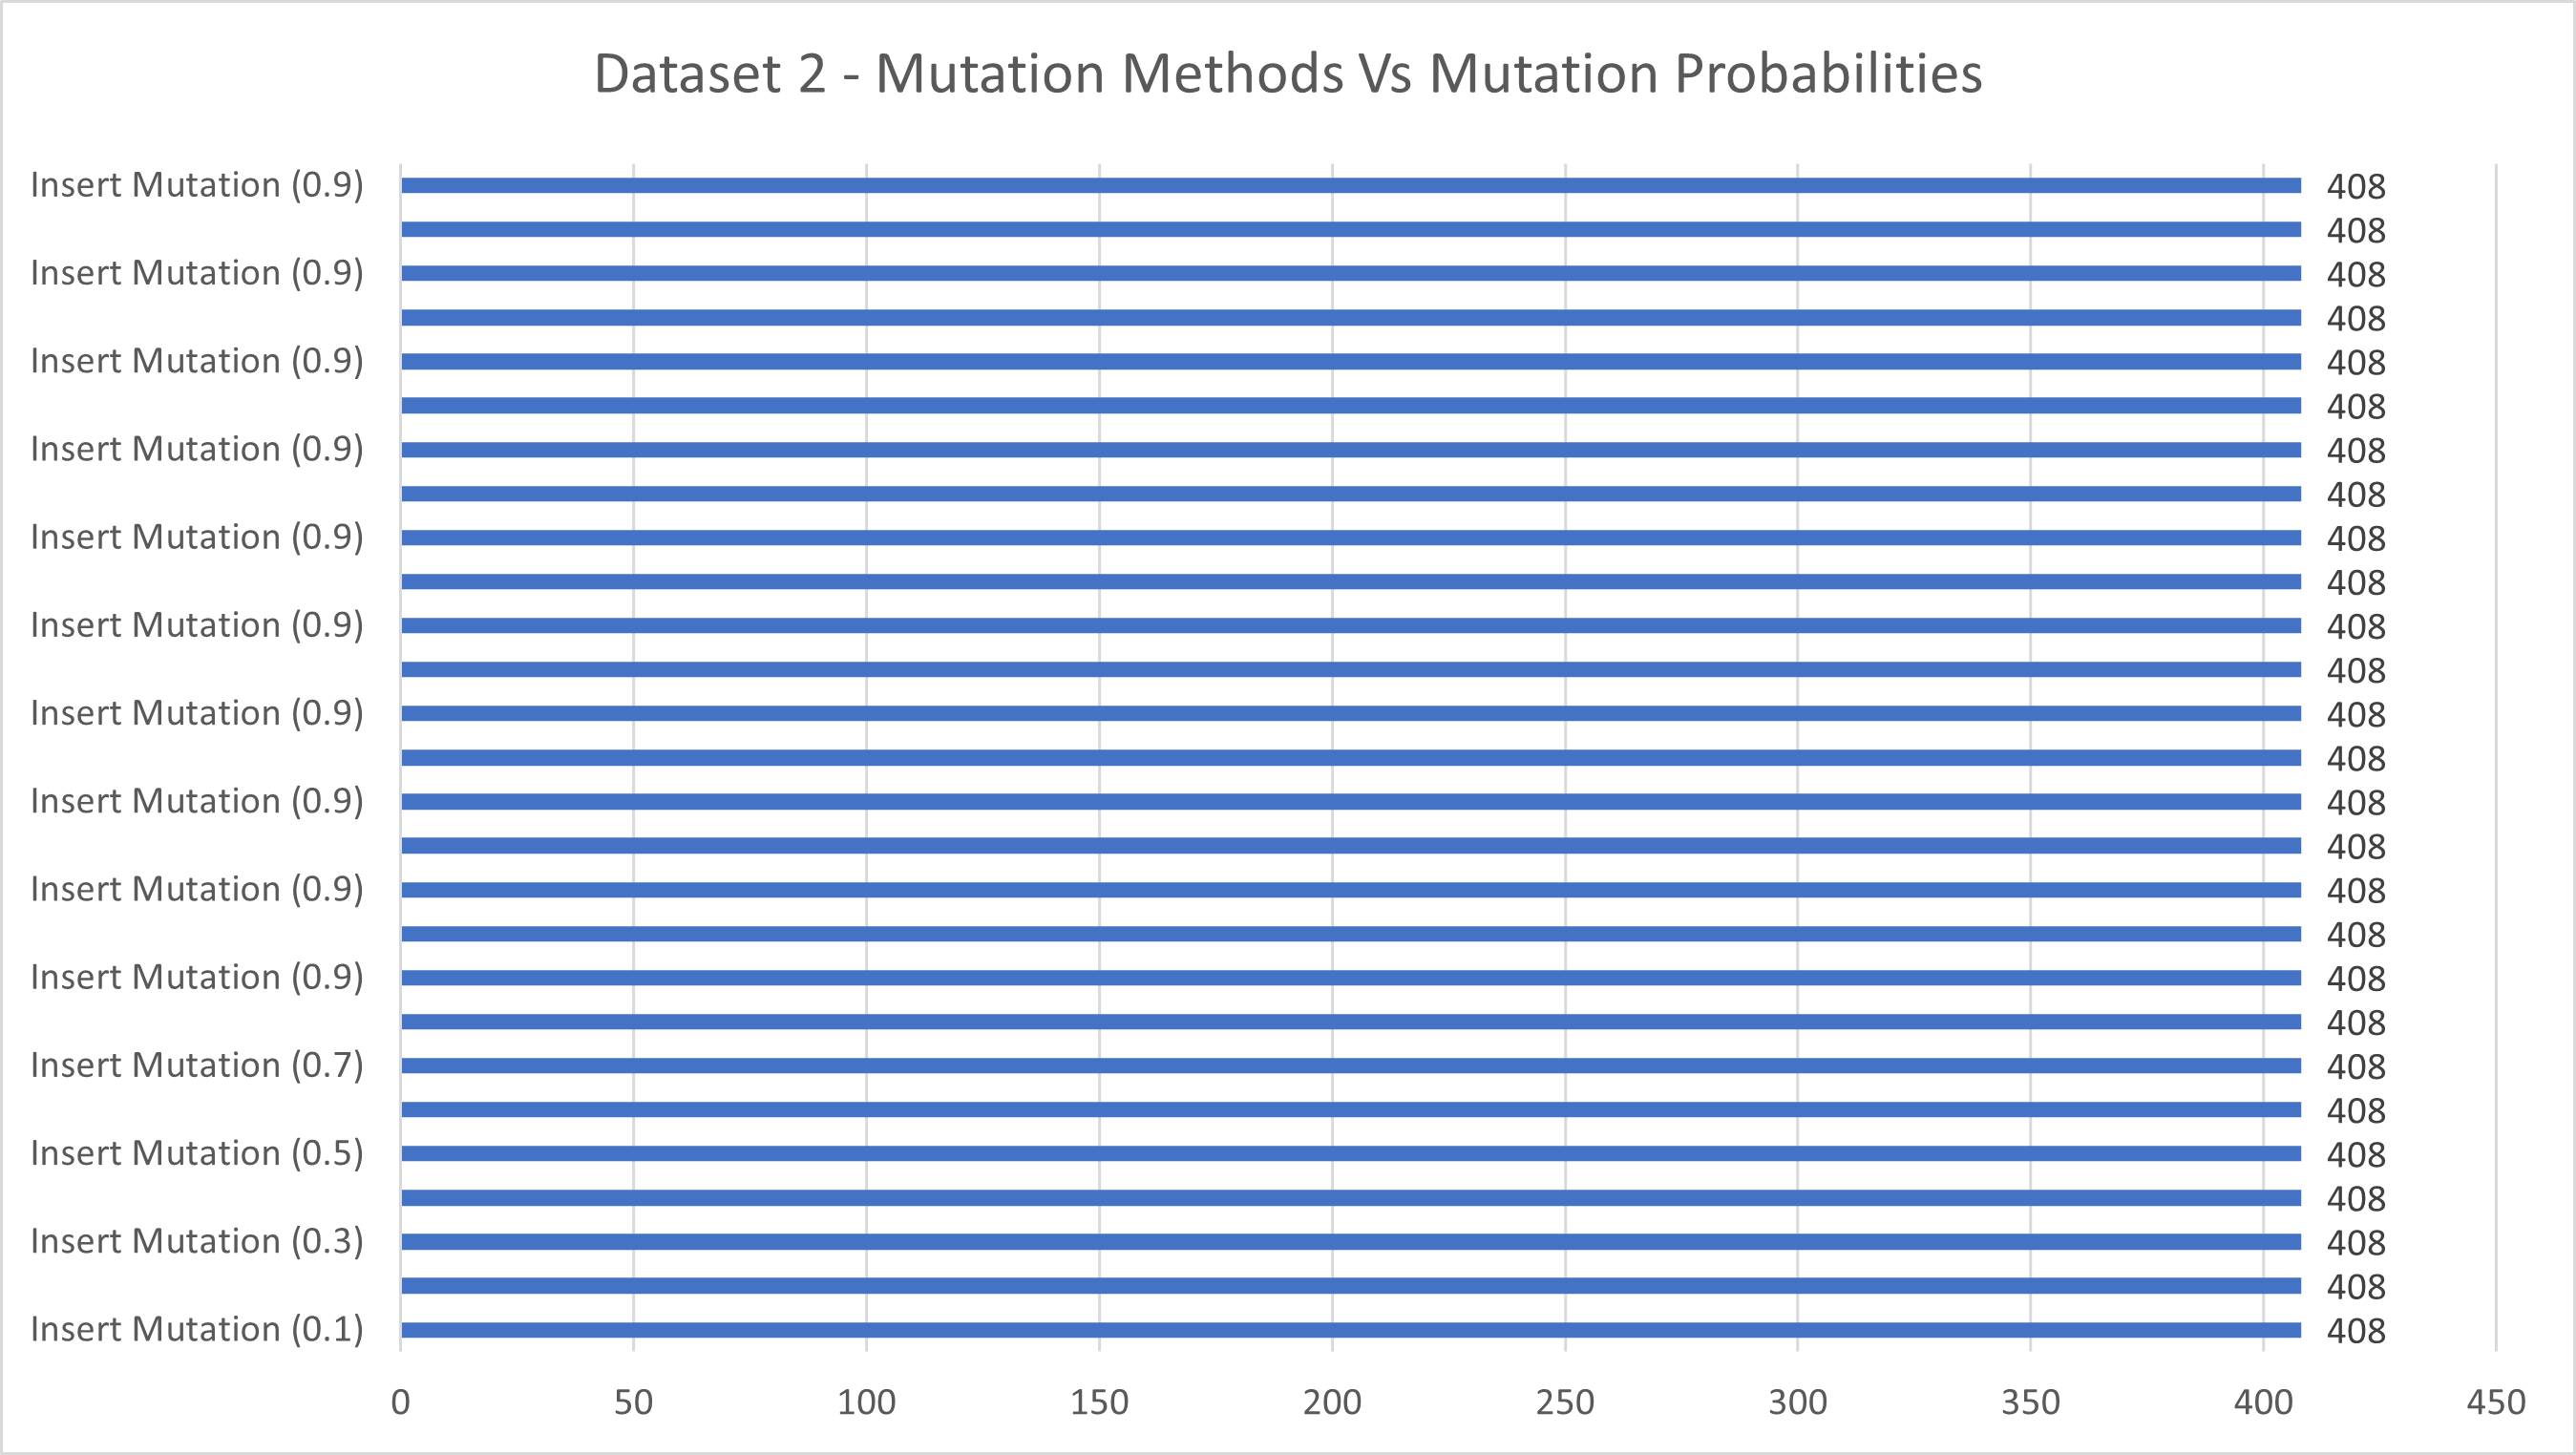 Dataset 2 - Mutation Methods Vs Mutation Probabilities
Insert Mutation (0.9) 408
408
Insert Mutation (0.9) 408
408
Insert Mutation (0.9) 408
408
Insert Mutation (0.9) 408
408
Insert Mutation (0.9) 408
408
Insert Mutation (0.9) 408
408
Insert Mutation (0.9) 408
408
Insert Mutation (0.9) 408
408
Insert Mutation (0.9) 408
408
Insert Mutation (0.9) 408
408
Insert Mutation (0.7) 408
408
Insert Mutation (0.5) 408
408
Insert Mutation (0.3) 408
408
Insert Mutation (0.1) 408
0 50 100 150 200 250 300 350 400 450